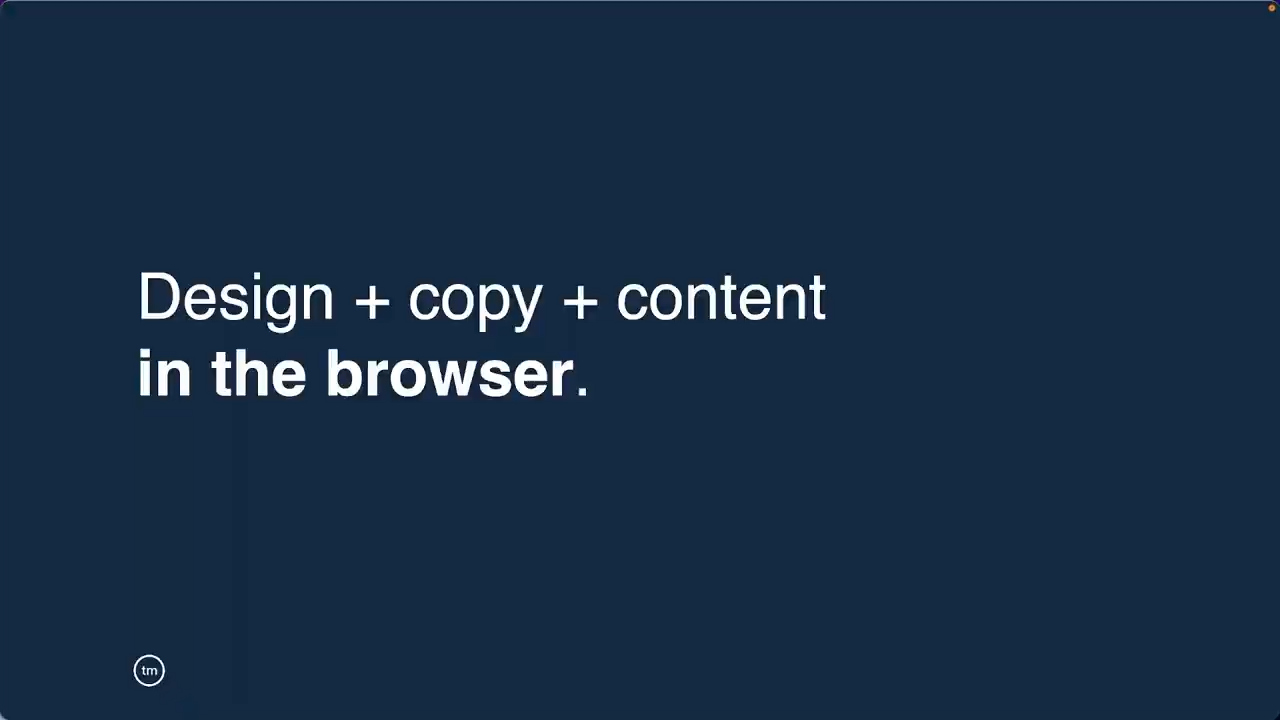 Design + copy + content
in the browser.
tm